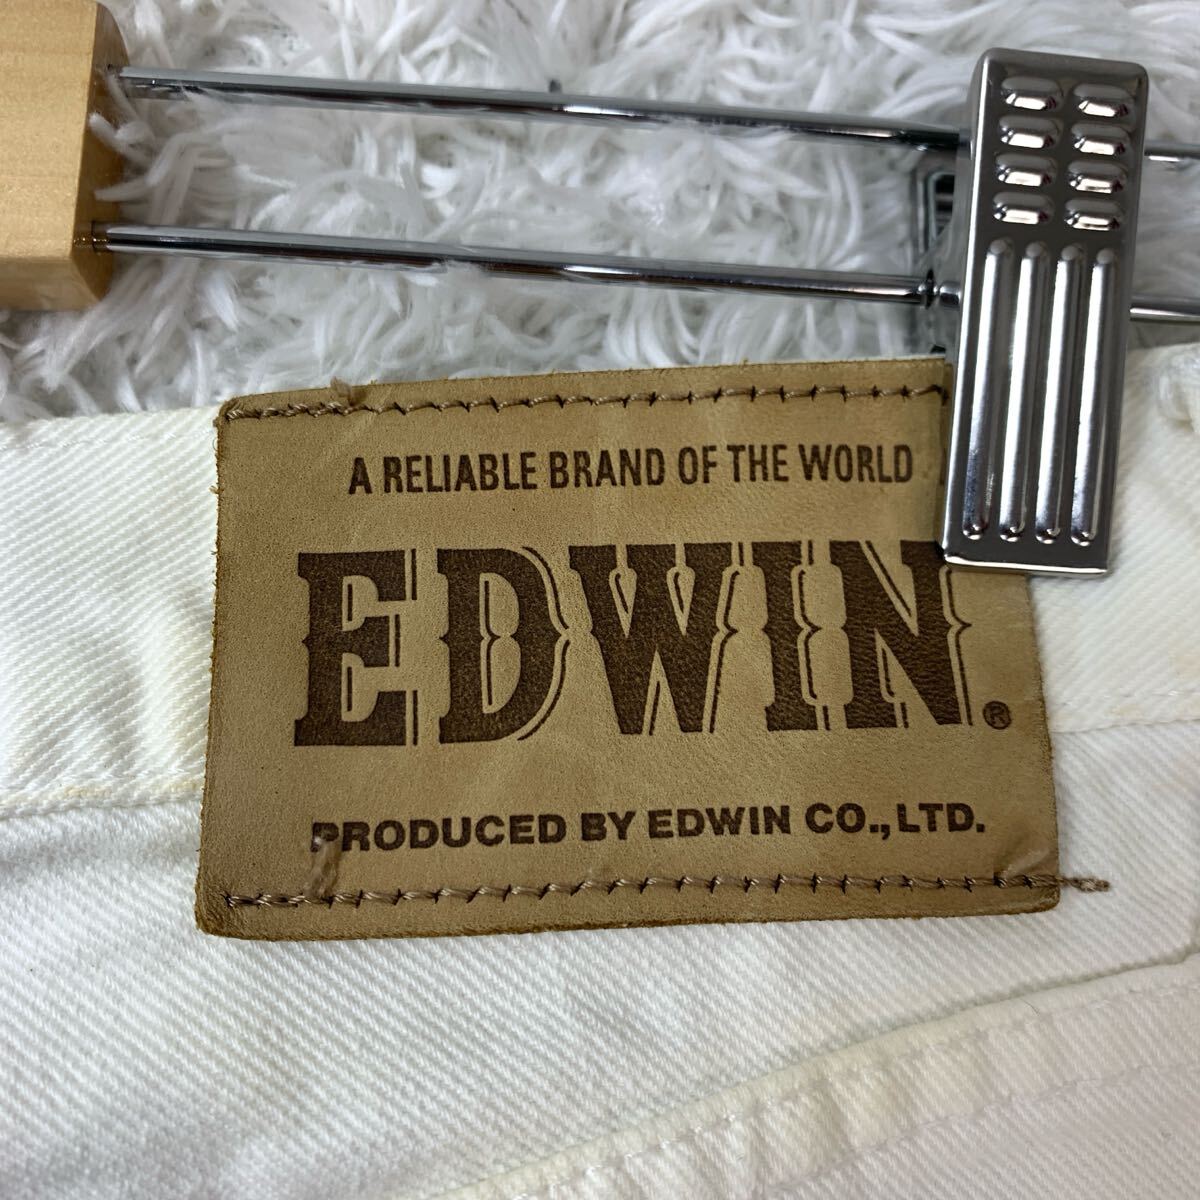 A RELIABLE BRAND OF THE WORLD
EDWIN.®
PRODUCED BY EDWIN CO., LTD.